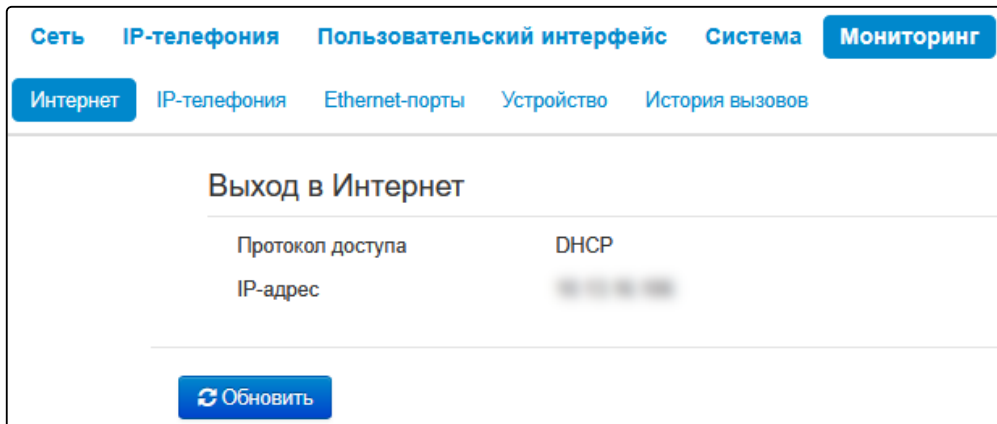 Сеть IP-телефония Пользовательский интерфейс Система Мониторинг
Интернет IP-телефония Ethernet-порты Устройство История вызовов
Выход в Интернет
Протокол доступа DHCP
IP-адрес
Обновить